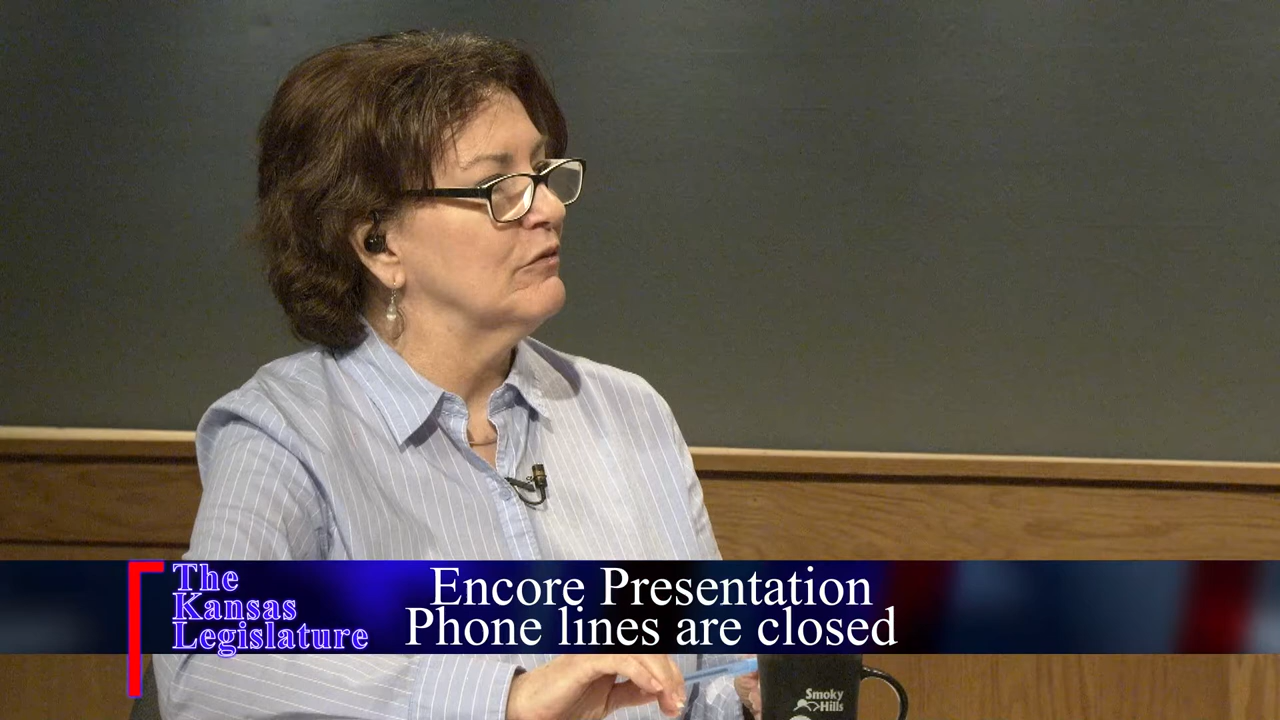 The
Kansas
Legislature
Encore Presentation
Phone lines are closed
Smoky
Hills